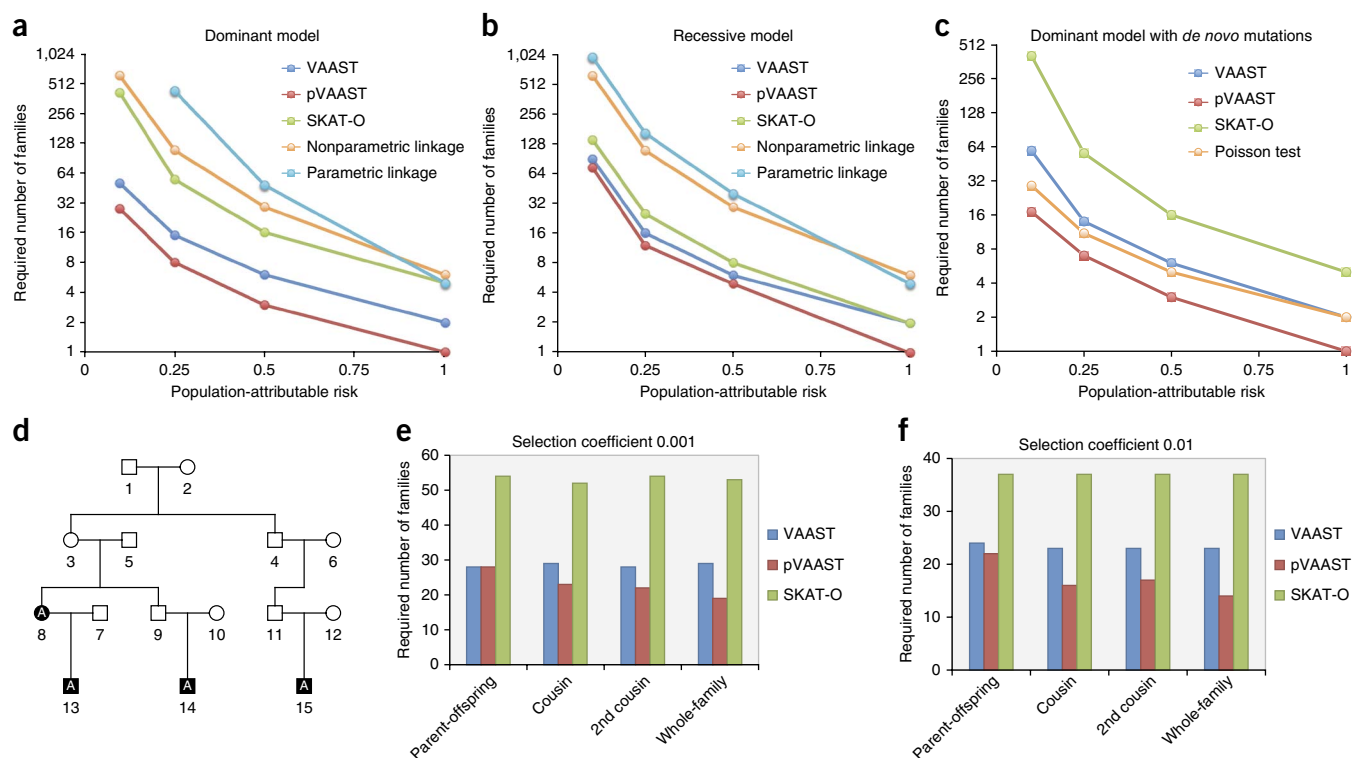 a
Dominant model
1,024
512
256
128
64
32
16
8
4
2
1
0
0.25
0.5
0.75
1
Required number of families
Population-attributable risk
VAAST
pVAAST
SKAT-O
Nonparametric linkage
Parametric linkage
b
Recessive model
1,024
512
256
128
64
32
16
8
4
2
1
0
0.25
0.5
0.75
1
Required number of families
Population-attributable risk
VAAST
pVAAST
SKAT-O
Nonparametric linkage
Parametric linkage
c
Dominant model with de novo mutations
512
256
128
64
32
16
8
4
2
1
0
0.25
0.5
0.75
1
Required number of families
Population-attributable risk
VAAST
pVAAST
SKAT-O
Poisson test
d
1 2
3 5 4 6
A
8 7 9 10 11 12
A A A
13 14 15
e
Selection coefficient 0.001
60
50
40
30
20
10
0
Required number of families
Parent-offspring
Cousin
2nd cousin
Whole-family
VAAST
pVAAST
SKAT-O
f
Selection coefficient 0.01
40
30
20
10
0
Required number of families
Parent-offspring
Cousin
2nd cousin
Whole-family
VAAST
pVAAST
SKAT-O